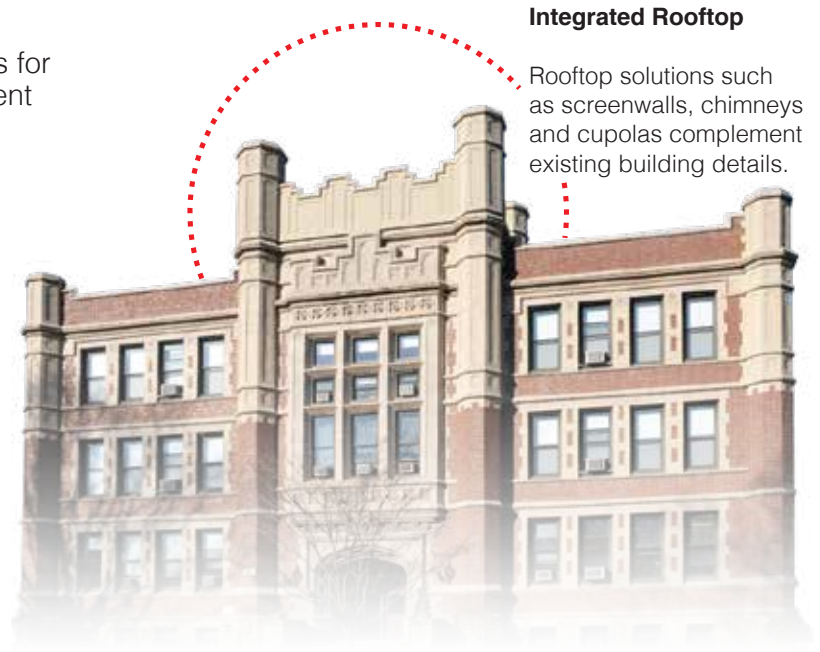 Integrated Rooftop
s for
ent
Rooftop solutions such
as screenwalls, chimneys
and cupolas complement
existing building details.